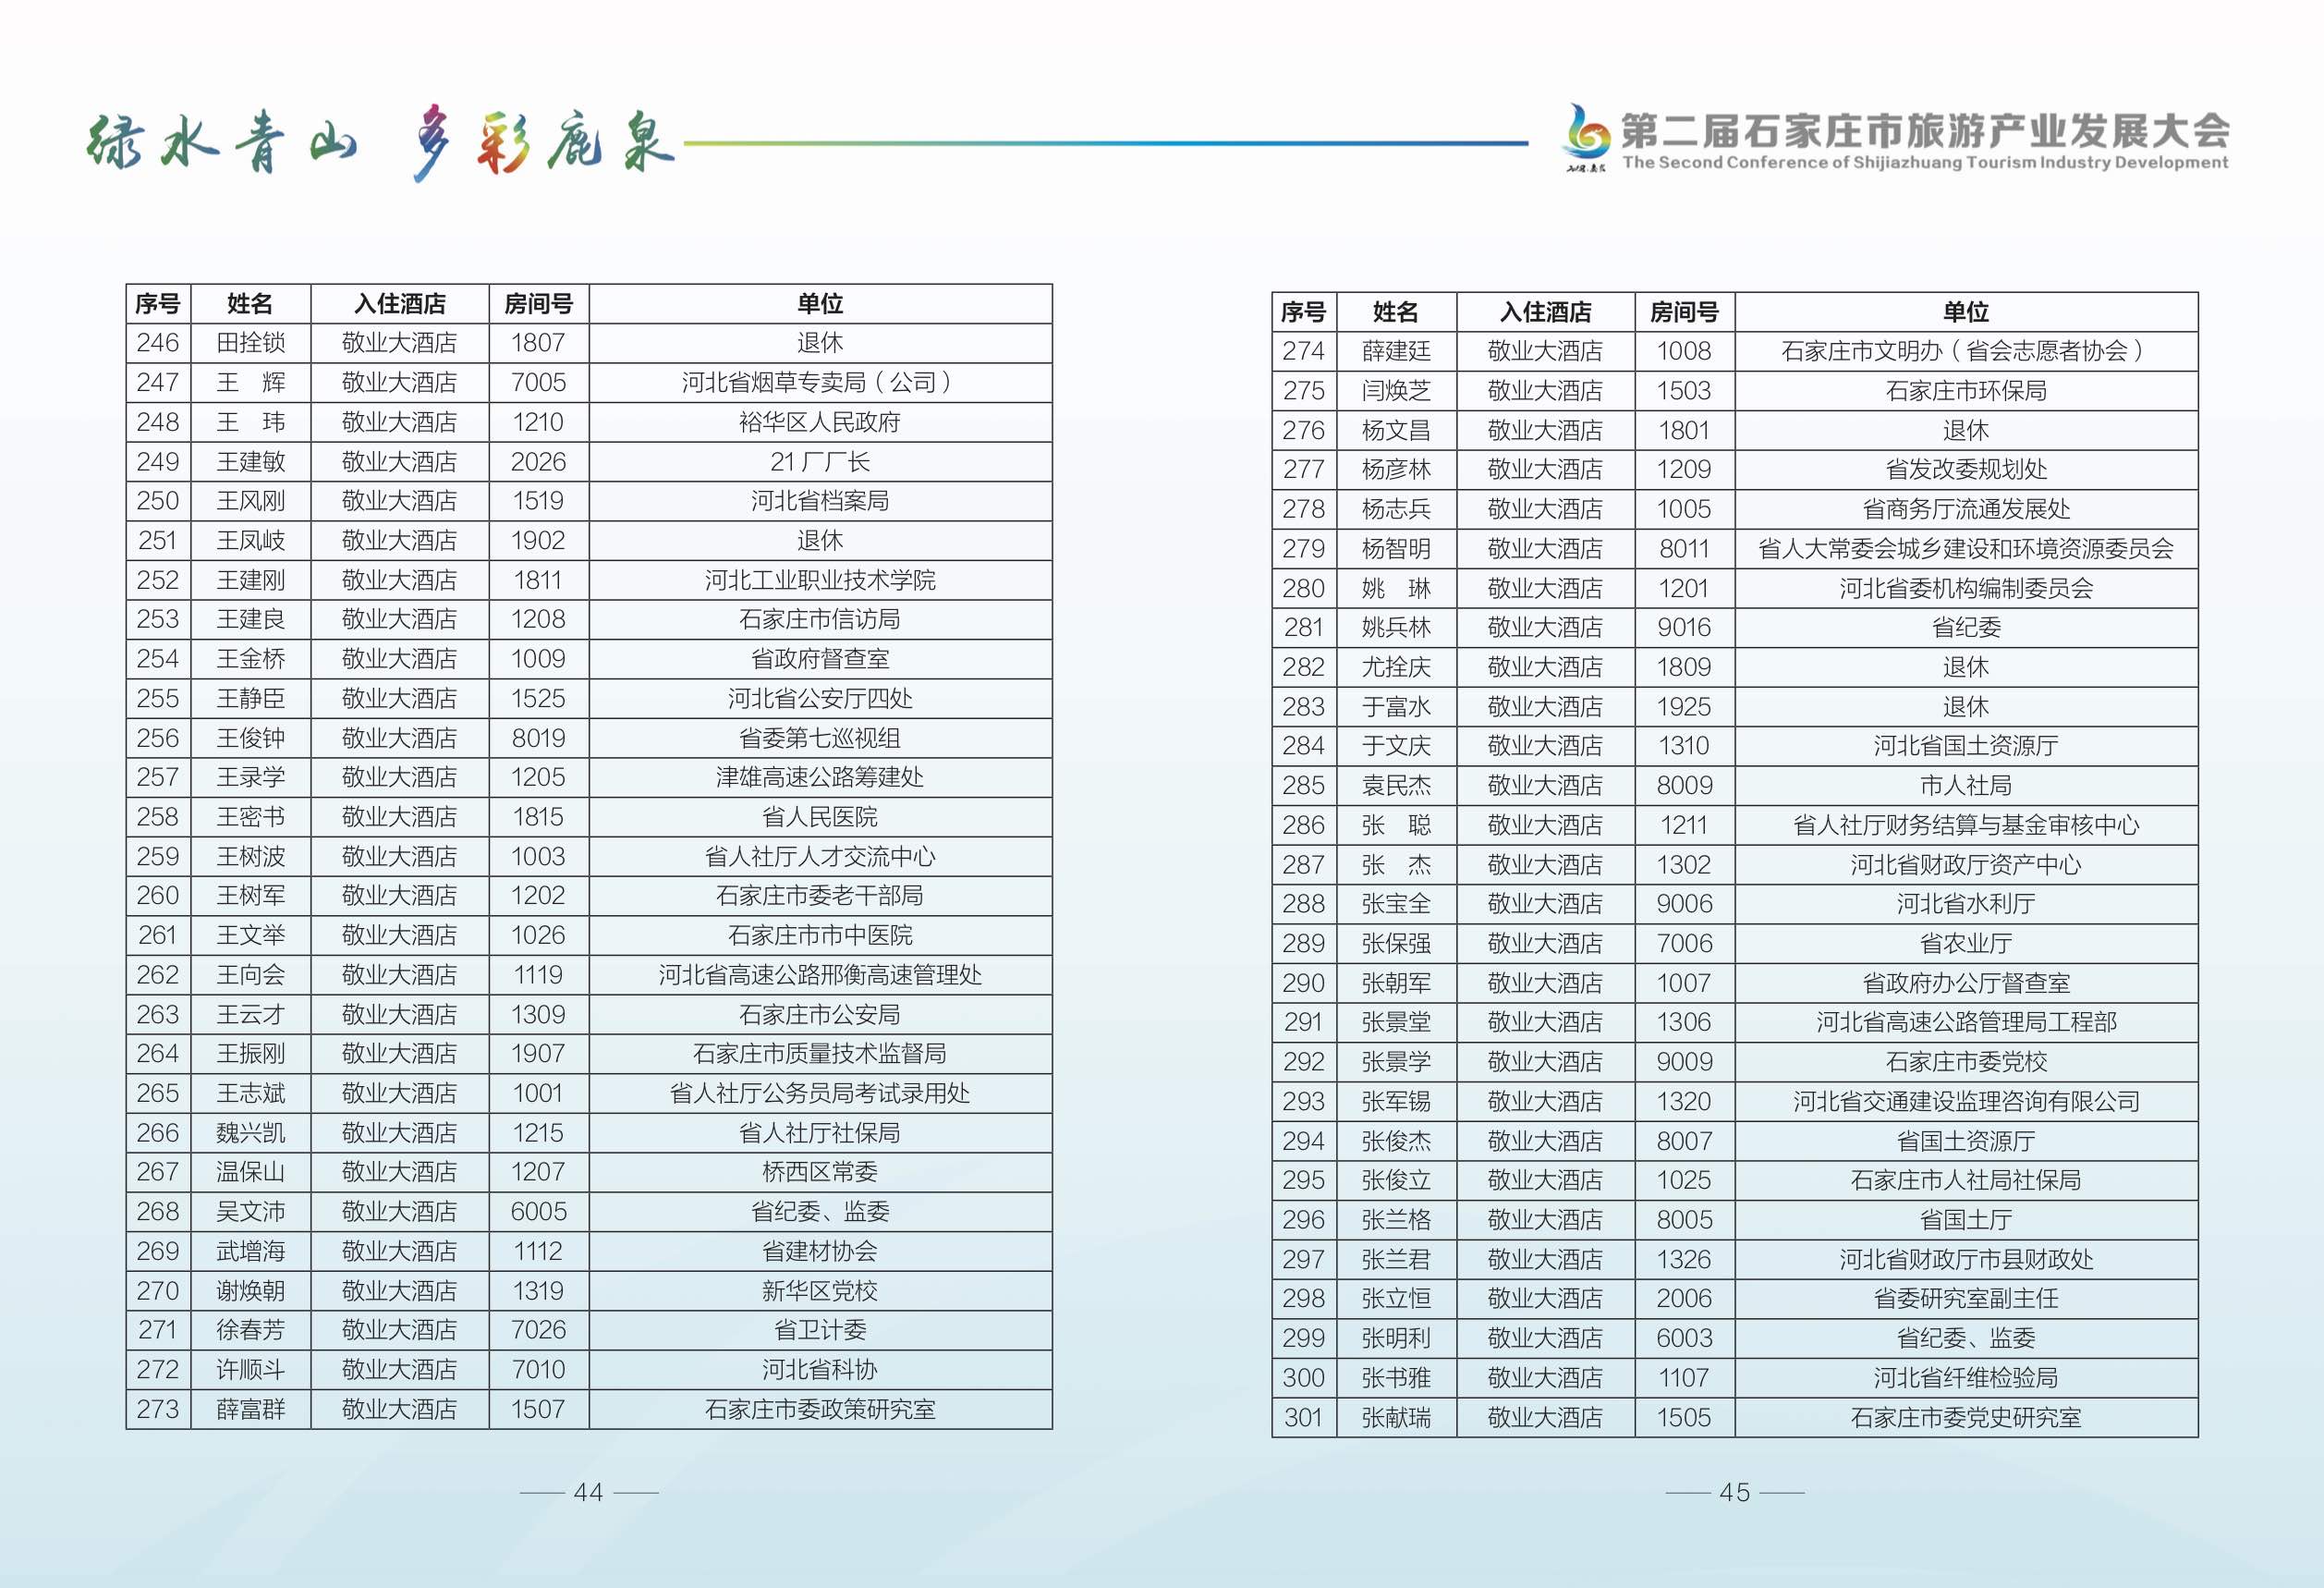 绿水青山 多彩鹿泉
第二届石家庄市旅游产业发展大会
The Second Conference of Shijiazhuang Tourism Industry Development
序号 姓名 入住酒店 房间号 单位
246 田拴锁 敬业大酒店 1807 退休
247 王 辉 敬业大酒店 7005 河北省烟草专卖局（公司）
248 王 玮 敬业大酒店 1210 裕华区人民政府
249 王建敏 敬业大酒店 2026 21厂厂长
250 王风刚 敬业大酒店 1519 河北省档案局
251 王凤岐 敬业大酒店 1902 退休
252 王建刚 敬业大酒店 1811 河北工业职业技术学院
253 王建良 敬业大酒店 1208 石家庄市信访局
254 王金桥 敬业大酒店 1009 省政府督查室
255 王静臣 敬业大酒店 1525 河北省公安厅四处
256 王俊钟 敬业大酒店 8019 省委第七巡视组
257 王录学 敬业大酒店 1205 津雄高速公路筹建处
258 王密书 敬业大酒店 1815 省人民医院
259 王树波 敬业大酒店 1003 省人社厅人才交流中心
260 王树军 敬业大酒店 1202 石家庄市委老干部局
261 王文举 敬业大酒店 1026 石家庄市市中医院
262 王向会 敬业大酒店 1119 河北省高速公路邢衡高速管理处
263 王云才 敬业大酒店 1309 石家庄市公安局
264 王振刚 敬业大酒店 1907 石家庄市质量技术监督局
265 王志斌 敬业大酒店 1001 省人社厅公务员局考试录用处
266 魏兴凯 敬业大酒店 1215 省人社厅社保局
267 温保山 敬业大酒店 1207 桥西区常委
268 吴文沛 敬业大酒店 6005 省纪委、监委
269 武增海 敬业大酒店 1112 省建材协会
270 谢焕朝 敬业大酒店 1319 新华区党校
271 徐春芳 敬业大酒店 7026 省卫计委
272 许顺斗 敬业大酒店 7010 河北省科协
273 薛富群 敬业大酒店 1507 石家庄市委政策研究室
44
序号 姓名 入住酒店 房间号 单位
274 薛建廷 敬业大酒店 1008 石家庄市文明办（省会志愿者协会）
275 闫焕芝 敬业大酒店 1503 石家庄市环保局
276 杨文昌 敬业大酒店 1801 退休
277 杨彦林 敬业大酒店 1209 省发改委规划处
278 杨志兵 敬业大酒店 1005 省商务厅流通发展处
279 杨智明 敬业大酒店 8011 省人大常委会城乡建设和环境资源委员会
280 姚 琳 敬业大酒店 1201 河北省委机构编制委员会
281 姚兵林 敬业大酒店 9016 省纪委
282 尤拴庆 敬业大酒店 1809 退休
283 于富水 敬业大酒店 1925 退休
284 于文庆 敬业大酒店 1310 河北省国土资源厅
285 袁民杰 敬业大酒店 8009 市人社局
286 张 聪 敬业大酒店 1211 省人社厅财务结算与基金审核中心
287 张 杰 敬业大酒店 1302 河北省财政厅资产中心
288 张宝全 敬业大酒店 9006 河北省水利厅
289 张保强 敬业大酒店 7006 省农业厅
290 张朝军 敬业大酒店 1007 省政府办公厅督查室
291 张景堂 敬业大酒店 1306 河北省高速公路管理局工程部
292 张景学 敬业大酒店 9009 石家庄市委党校
293 张军锡 敬业大酒店 1320 河北省交通建设监理咨询有限公司
294 张俊杰 敬业大酒店 8007 省国土资源厅
295 张俊立 敬业大酒店 1025 石家庄市人社局社保局
296 张兰格 敬业大酒店 8005 省国土厅
297 张兰君 敬业大酒店 1326 河北省财政厅市县财政处
298 张立恒 敬业大酒店 2006 省委研究室副主任
299 张明利 敬业大酒店 6003 省纪委、监委
300 张书雅 敬业大酒店 1107 河北省纤维检验局
301 张献瑞 敬业大酒店 1505 石家庄市委党史研究室
45